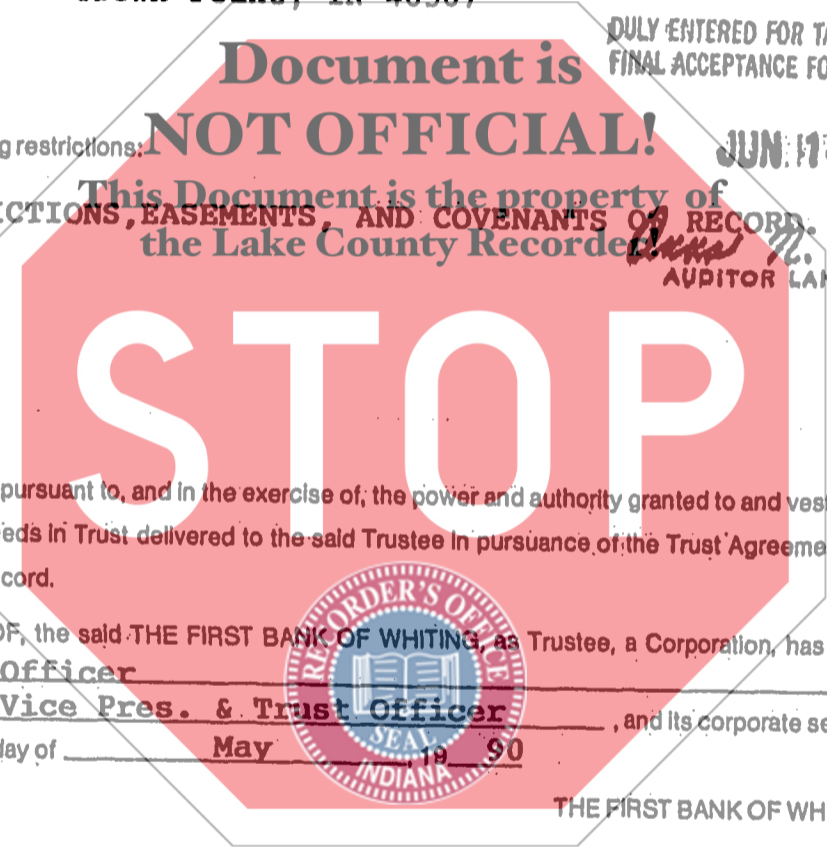 IN 46307
DULY ENTERED FOR
FINAL ACCEPTANCE FO
Document is
NOT OFFICIAL!
g restrictions:
JUN 1
This Document is the property of
CTIONS, EASEMENTS, AND COVENANTS OF RECORD.
the Lake County Recorder!
AUDITOR LA
STOP
pursuant to, and in the exercise of, the power and authority granted to and vest
eds in Trust delivered to the said Trustee in pursuance of the Trust Agreeme
cord.
OF, the said THE FIRST BANK OF WHITING, as Trustee, a Corporation, has
Officer
Vice Pres. & Trust Officer , and its corporate se
day of May , 19 90
RECORDER'S OFFICE
SEAL
INDIANA
THE FIRST BANK OF WH